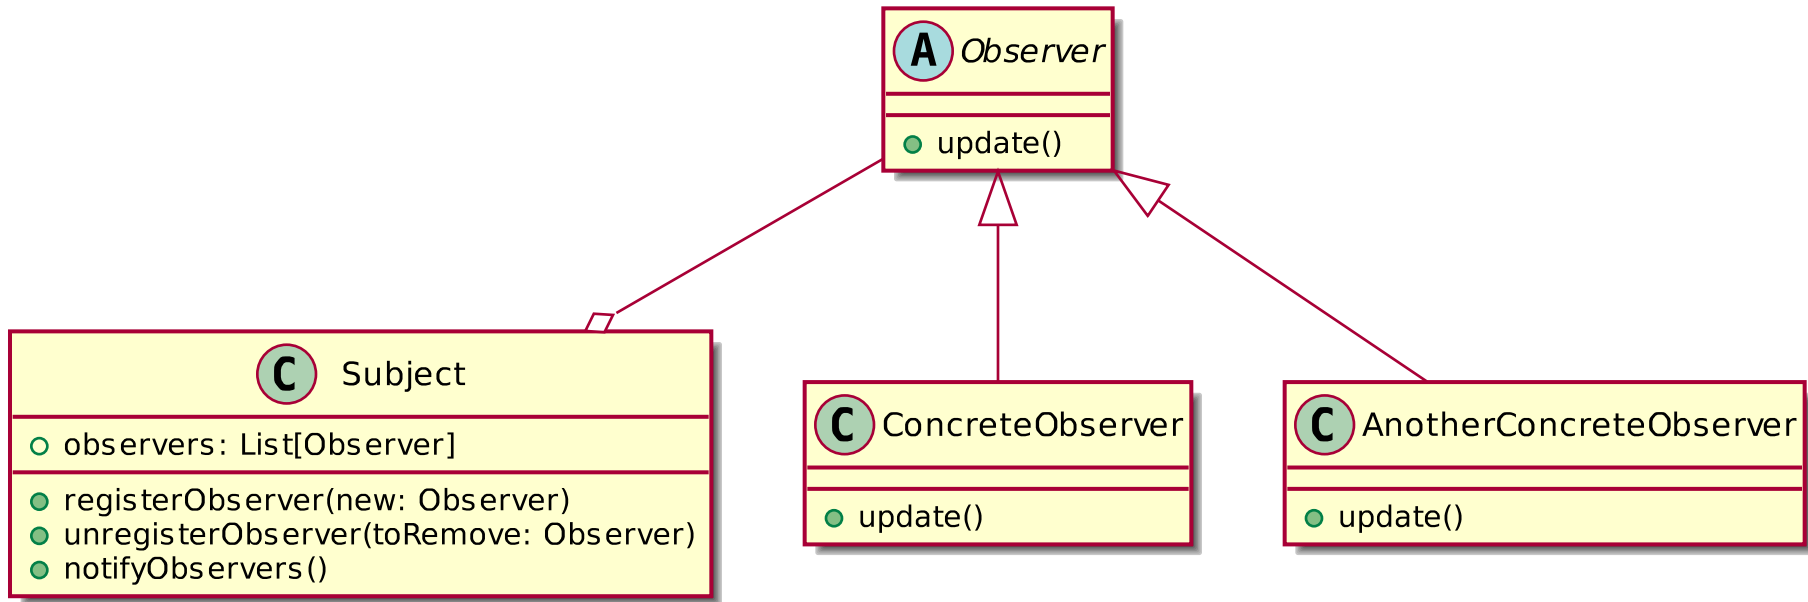 A Observer
update()
C Subject
observers: List[Observer]
registerObserver(new: Observer)
unregisterObserver(toRemove: Observer)
notifyObservers()
C ConcreteObserver
update()
C AnotherConcreteObserver
update()